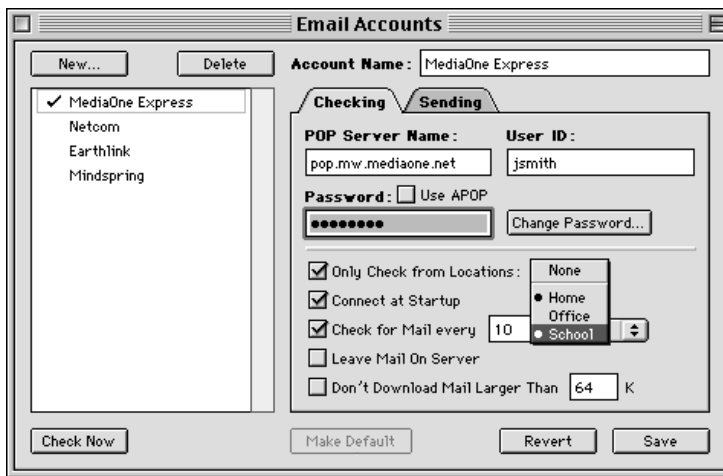 Email Accounts
New... Delete Account Name: MediaOne Express
✓ MediaOne Express
Netcom
Earthlink
Mindspring
Checking Sending
POP Server Name: User ID:
pop.mw.mediaone.net jsmith
Password: Use APOP
●●●●●●●● Change Password...
Only Check from Locations: None
Connect at Startup • Home
Office
Check for Mail every 10 • School
Leave Mail On Server
Don't Download Mail Larger Than 64 K
Check Now Make Default Revert Save